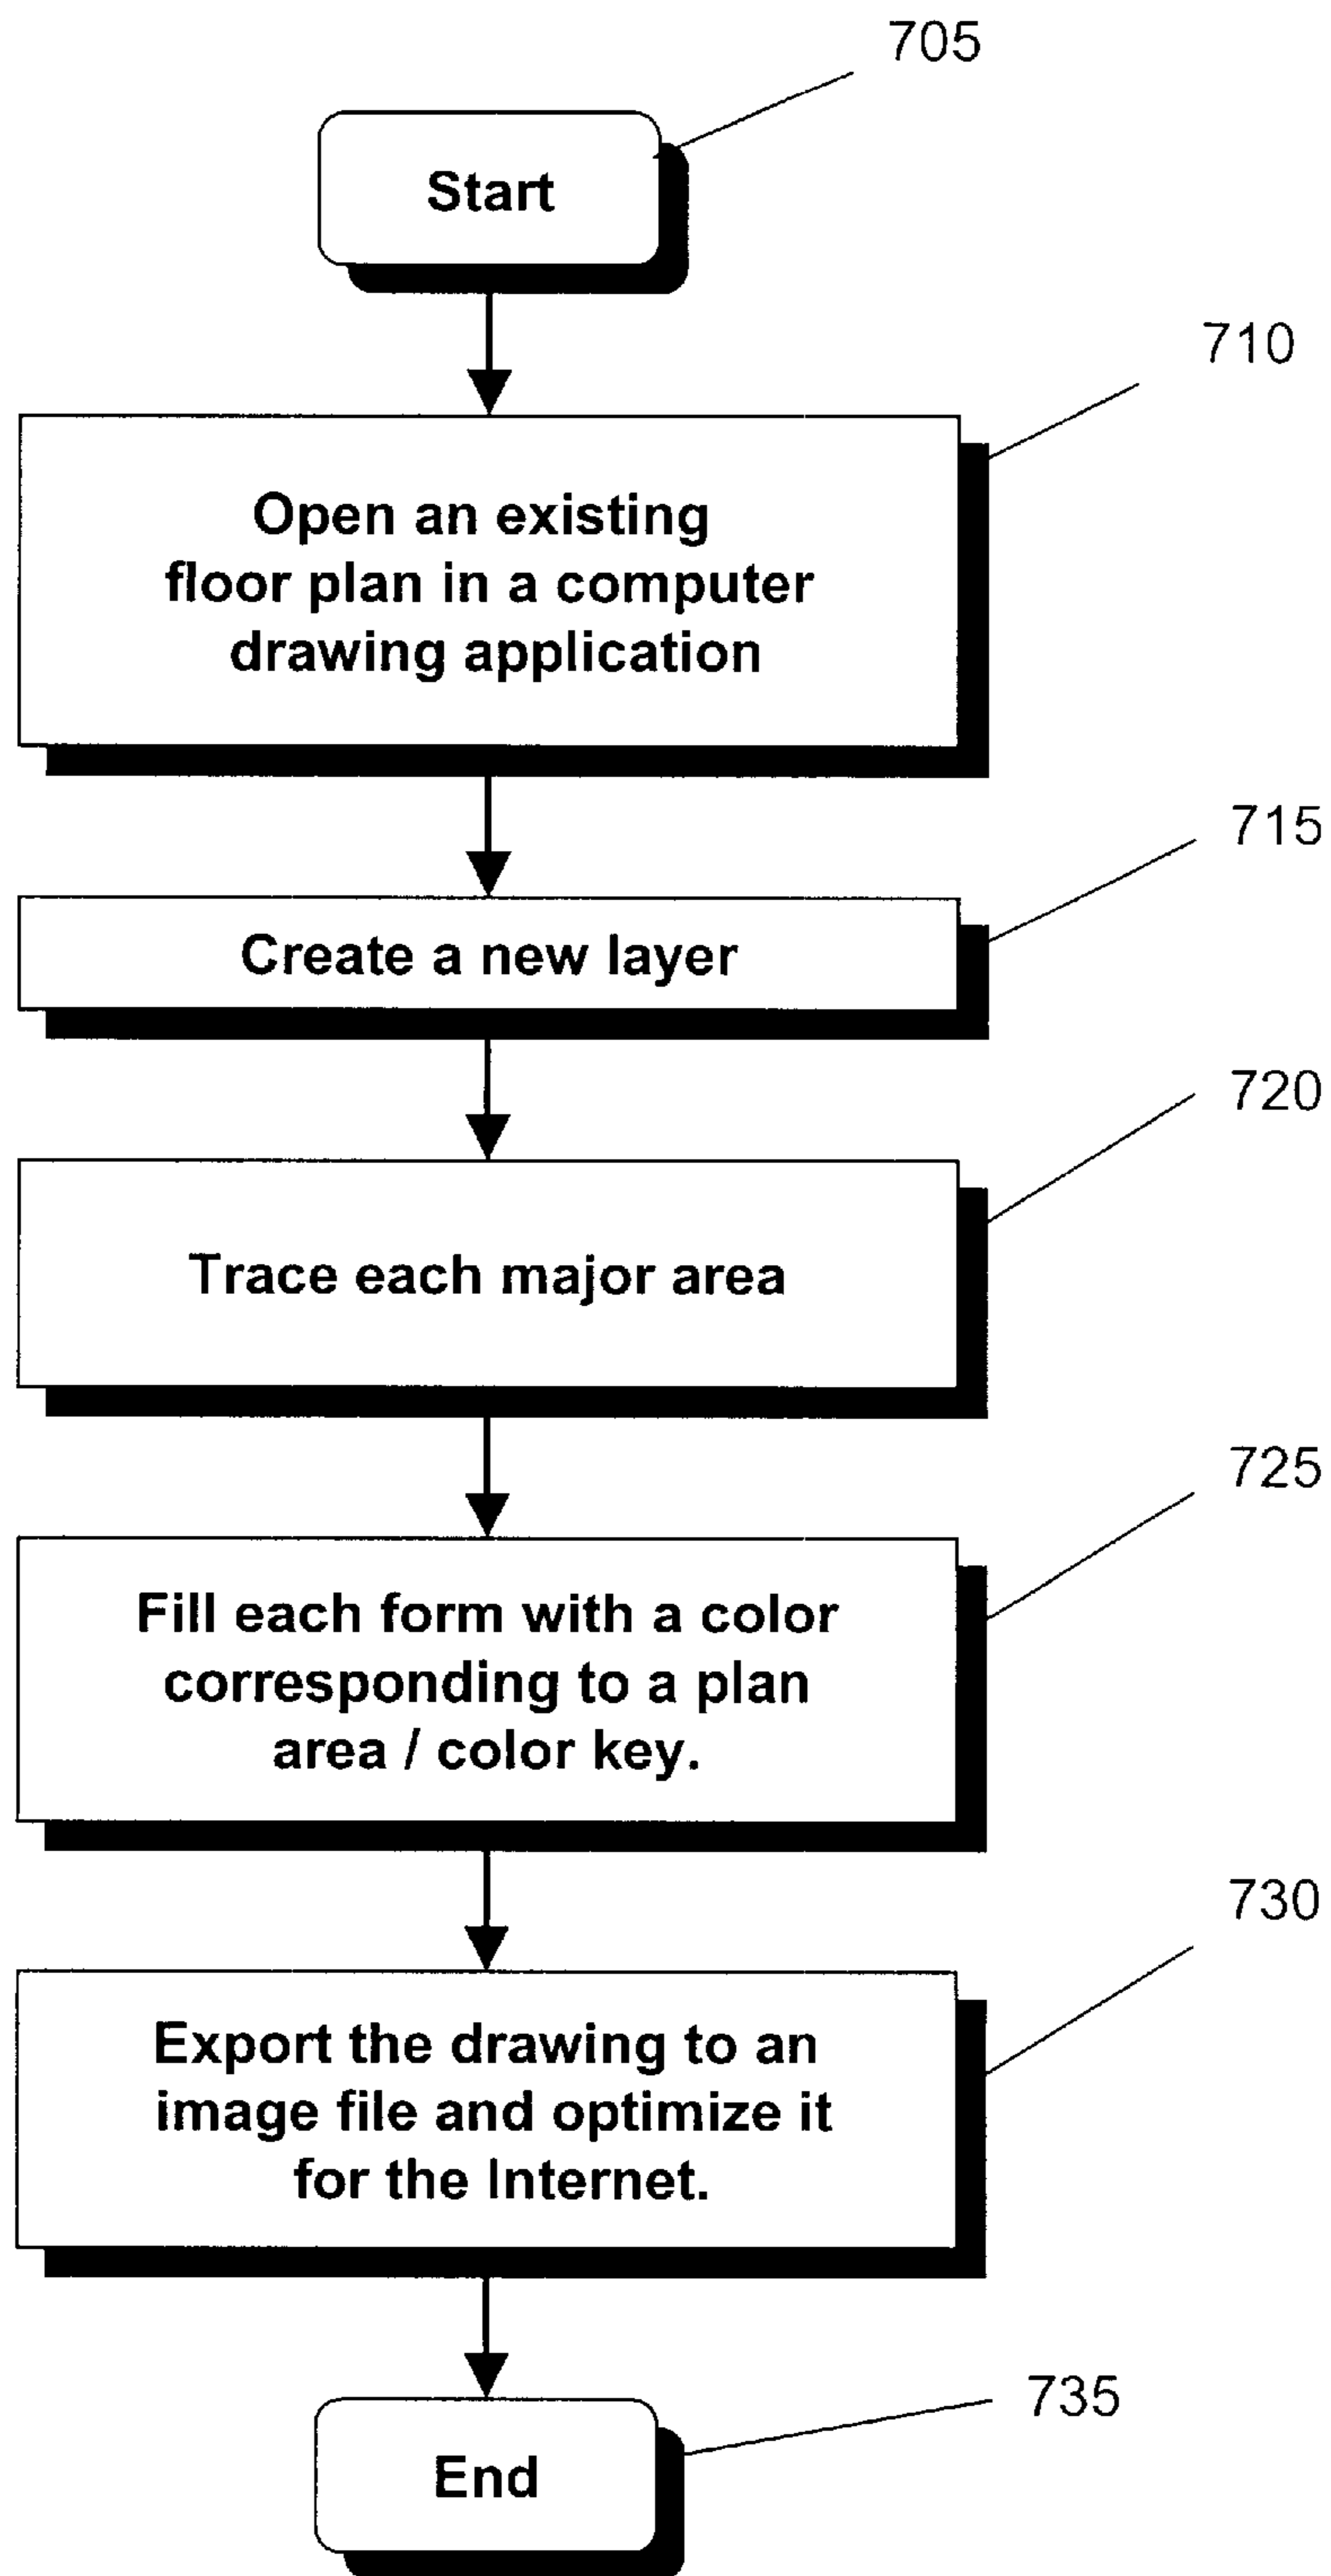 705
Start
710
Open an existing
floor plan in a computer
drawing application
715
Create a new layer
720
Trace each major area
725
Fill each form with a color
corresponding to a plan
area / color key.
730
Export the drawing to an
image file and optimize it
for the Internet.
735
End